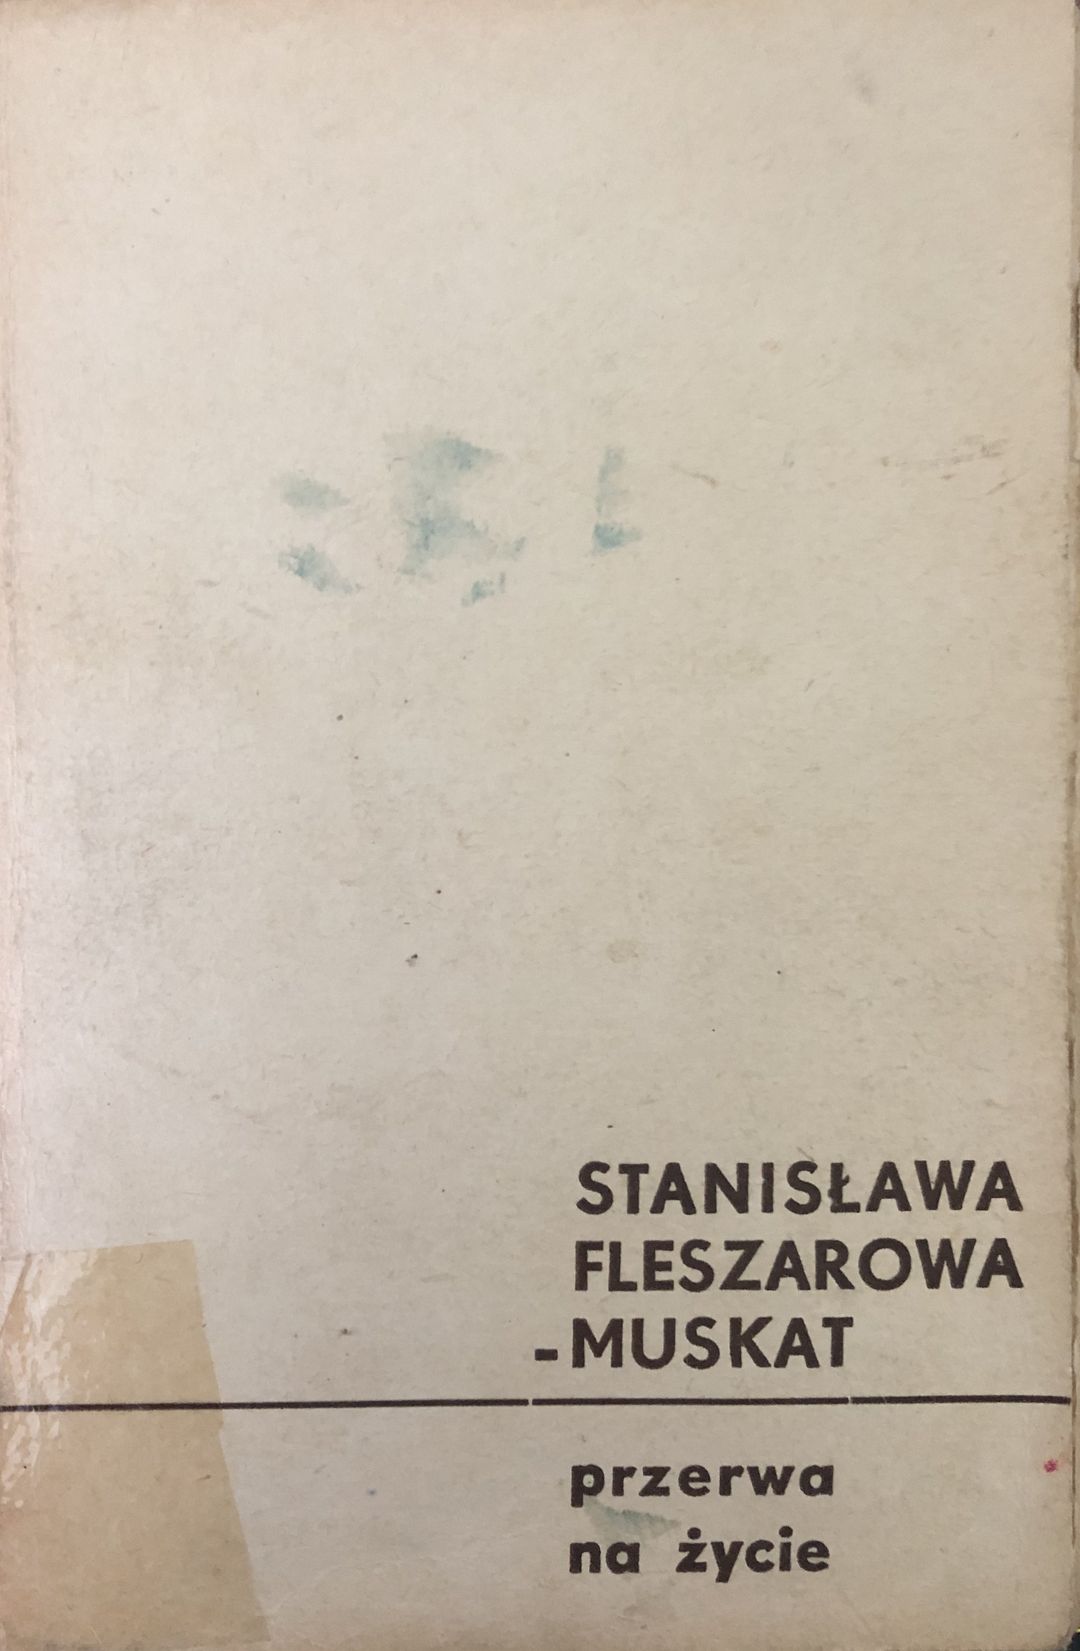 STANISŁAWA
FLESZAROWA
-MUSKAT
przerwa
na życie